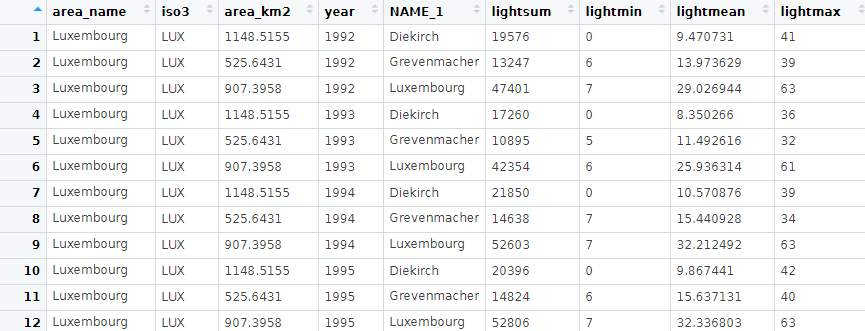 area_name iso3 area_km2 year NAME_1 lightsum lightmin lightmean lightmax
1 Luxembourg LUX 1148.5155 1992 Diekirch 19576 0 9.470731 41
2 Luxembourg LUX 525.6431 1992 Grevenmacher 13247 6 13.973629 39
3 Luxembourg LUX 907.3958 1992 Luxembourg 47401 7 29.026944 63
4 Luxembourg LUX 1148.5155 1993 Diekirch 17260 0 8.350266 36
5 Luxembourg LUX 525.6431 1993 Grevenmacher 10895 5 11.492616 32
6 Luxembourg LUX 907.3958 1993 Luxembourg 42354 6 25.936314 61
7 Luxembourg LUX 1148.5155 1994 Diekirch 21850 0 10.570876 39
8 Luxembourg LUX 525.6431 1994 Grevenmacher 14638 7 15.440928 34
9 Luxembourg LUX 907.3958 1994 Luxembourg 52603 7 32.212492 63
10 Luxembourg LUX 1148.5155 1995 Diekirch 20396 0 9.867441 42
11 Luxembourg LUX 525.6431 1995 Grevenmacher 14824 6 15.637131 40
12 Luxembourg LUX 907.3958 1995 Luxembourg 52806 7 32.336803 63